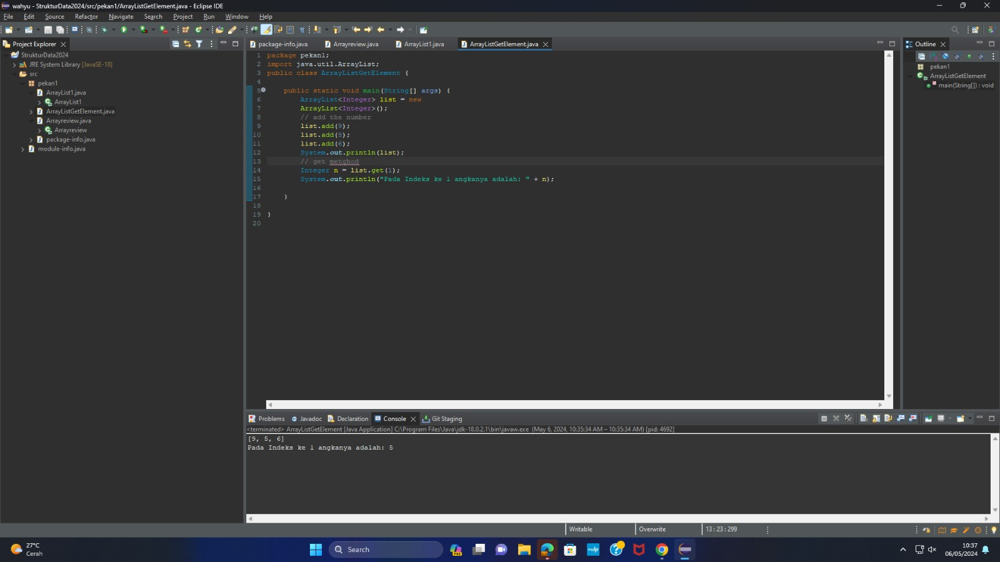 wahyu - StrukturData2024/src/pekan1/ArrayListGetElement.java - Eclipse IDE
File Edit Source Refactor Navigate Search Project Run Window Help
Project Explorer
StrukturData2024
JRE System Library [JavaSE-18]
src
pekan1
ArrayList1.java
ArrayList1
ArrayListGetElement.java
Arrayreview.java
Arrayreview
package-info.java
module-info.java
package-info.java Arrayreview.java ArrayList1.java ArrayListGetElement.java
1 package pekan1;
2 import java.util.ArrayList;
3 public class ArrayListGetElement {
4
5 public static void main(String[] args) {
6 ArrayList<Integer> list = new
7 ArrayList<Integer>();
8 // add the number
9 list.add(9);
10 list.add(5);
11 list.add(6);
12 System.out.println(list);
13 // get metghod
14 Integer n = list.get(1);
15 System.out.println("Pada Indeks ke 1 angkanya adalah: " + n);
16
17 }
18
19 }
20
Outline
pekan1
ArrayListGetElement
main(String[]) : void
Problems Javadoc Declaration Console Git Staging
<terminated> ArrayListGetElement [Java Application] C:\Program Files\Java\jdk-18.0.2.1\bin\javaw.exe (May 6, 2024, 10:35:34 AM – 10:35:34 AM) [pid: 4692]
[9, 5, 6]
Pada Indeks ke 1 angkanya adalah: 5
Writable Overwrite 13 : 23 : 299
27°C
Cerah
Search
PRE
myhp
10:37
06/05/2024